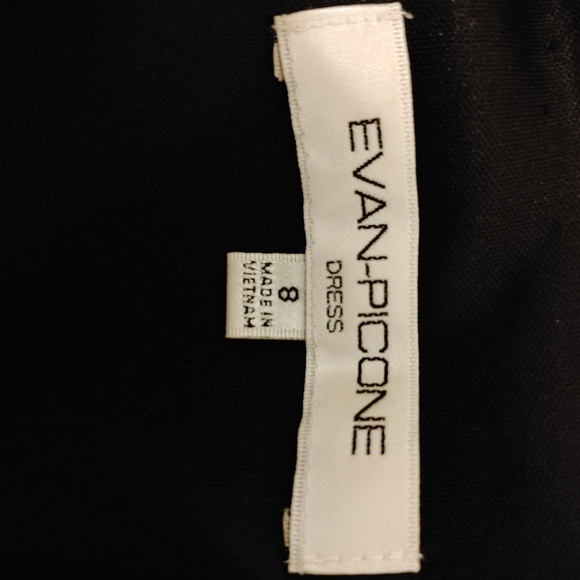 EVAN-PICONE
DRESS
8
MADE IN
VIETNAM